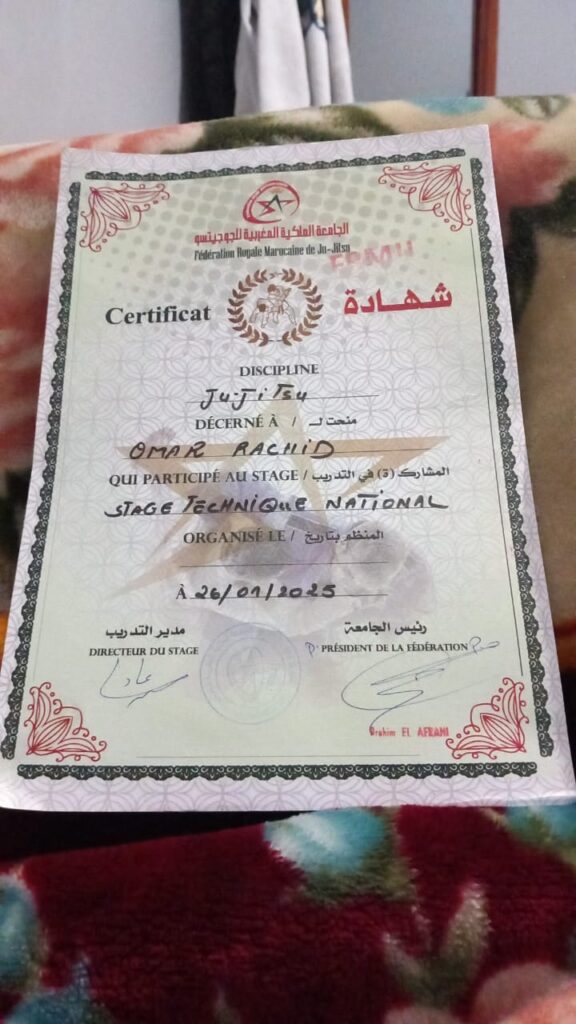 الجامعة الملكية المغربية للجوجيتسو
Fédération Royale Marocaine de Ju-Jitsu
Certificat
شهادة
DISCIPLINE
Ju-Jitsu
DÉCERNÉ À / منحت لـ
OMAR RACHID
QUI PARTICIPÉ AU STAGE / المشارك (ة) في التدريب
STAGE TECHNIQUE NATIONAL
ORGANISÉ LE / المنظم بتاريخ
À 26/01/2025
مدير التدريب
DIRECTEUR DU STAGE
رئيس الجامعة
PRÉSIDENT DE LA FÉDÉRATION
Brahim EL AFRANI